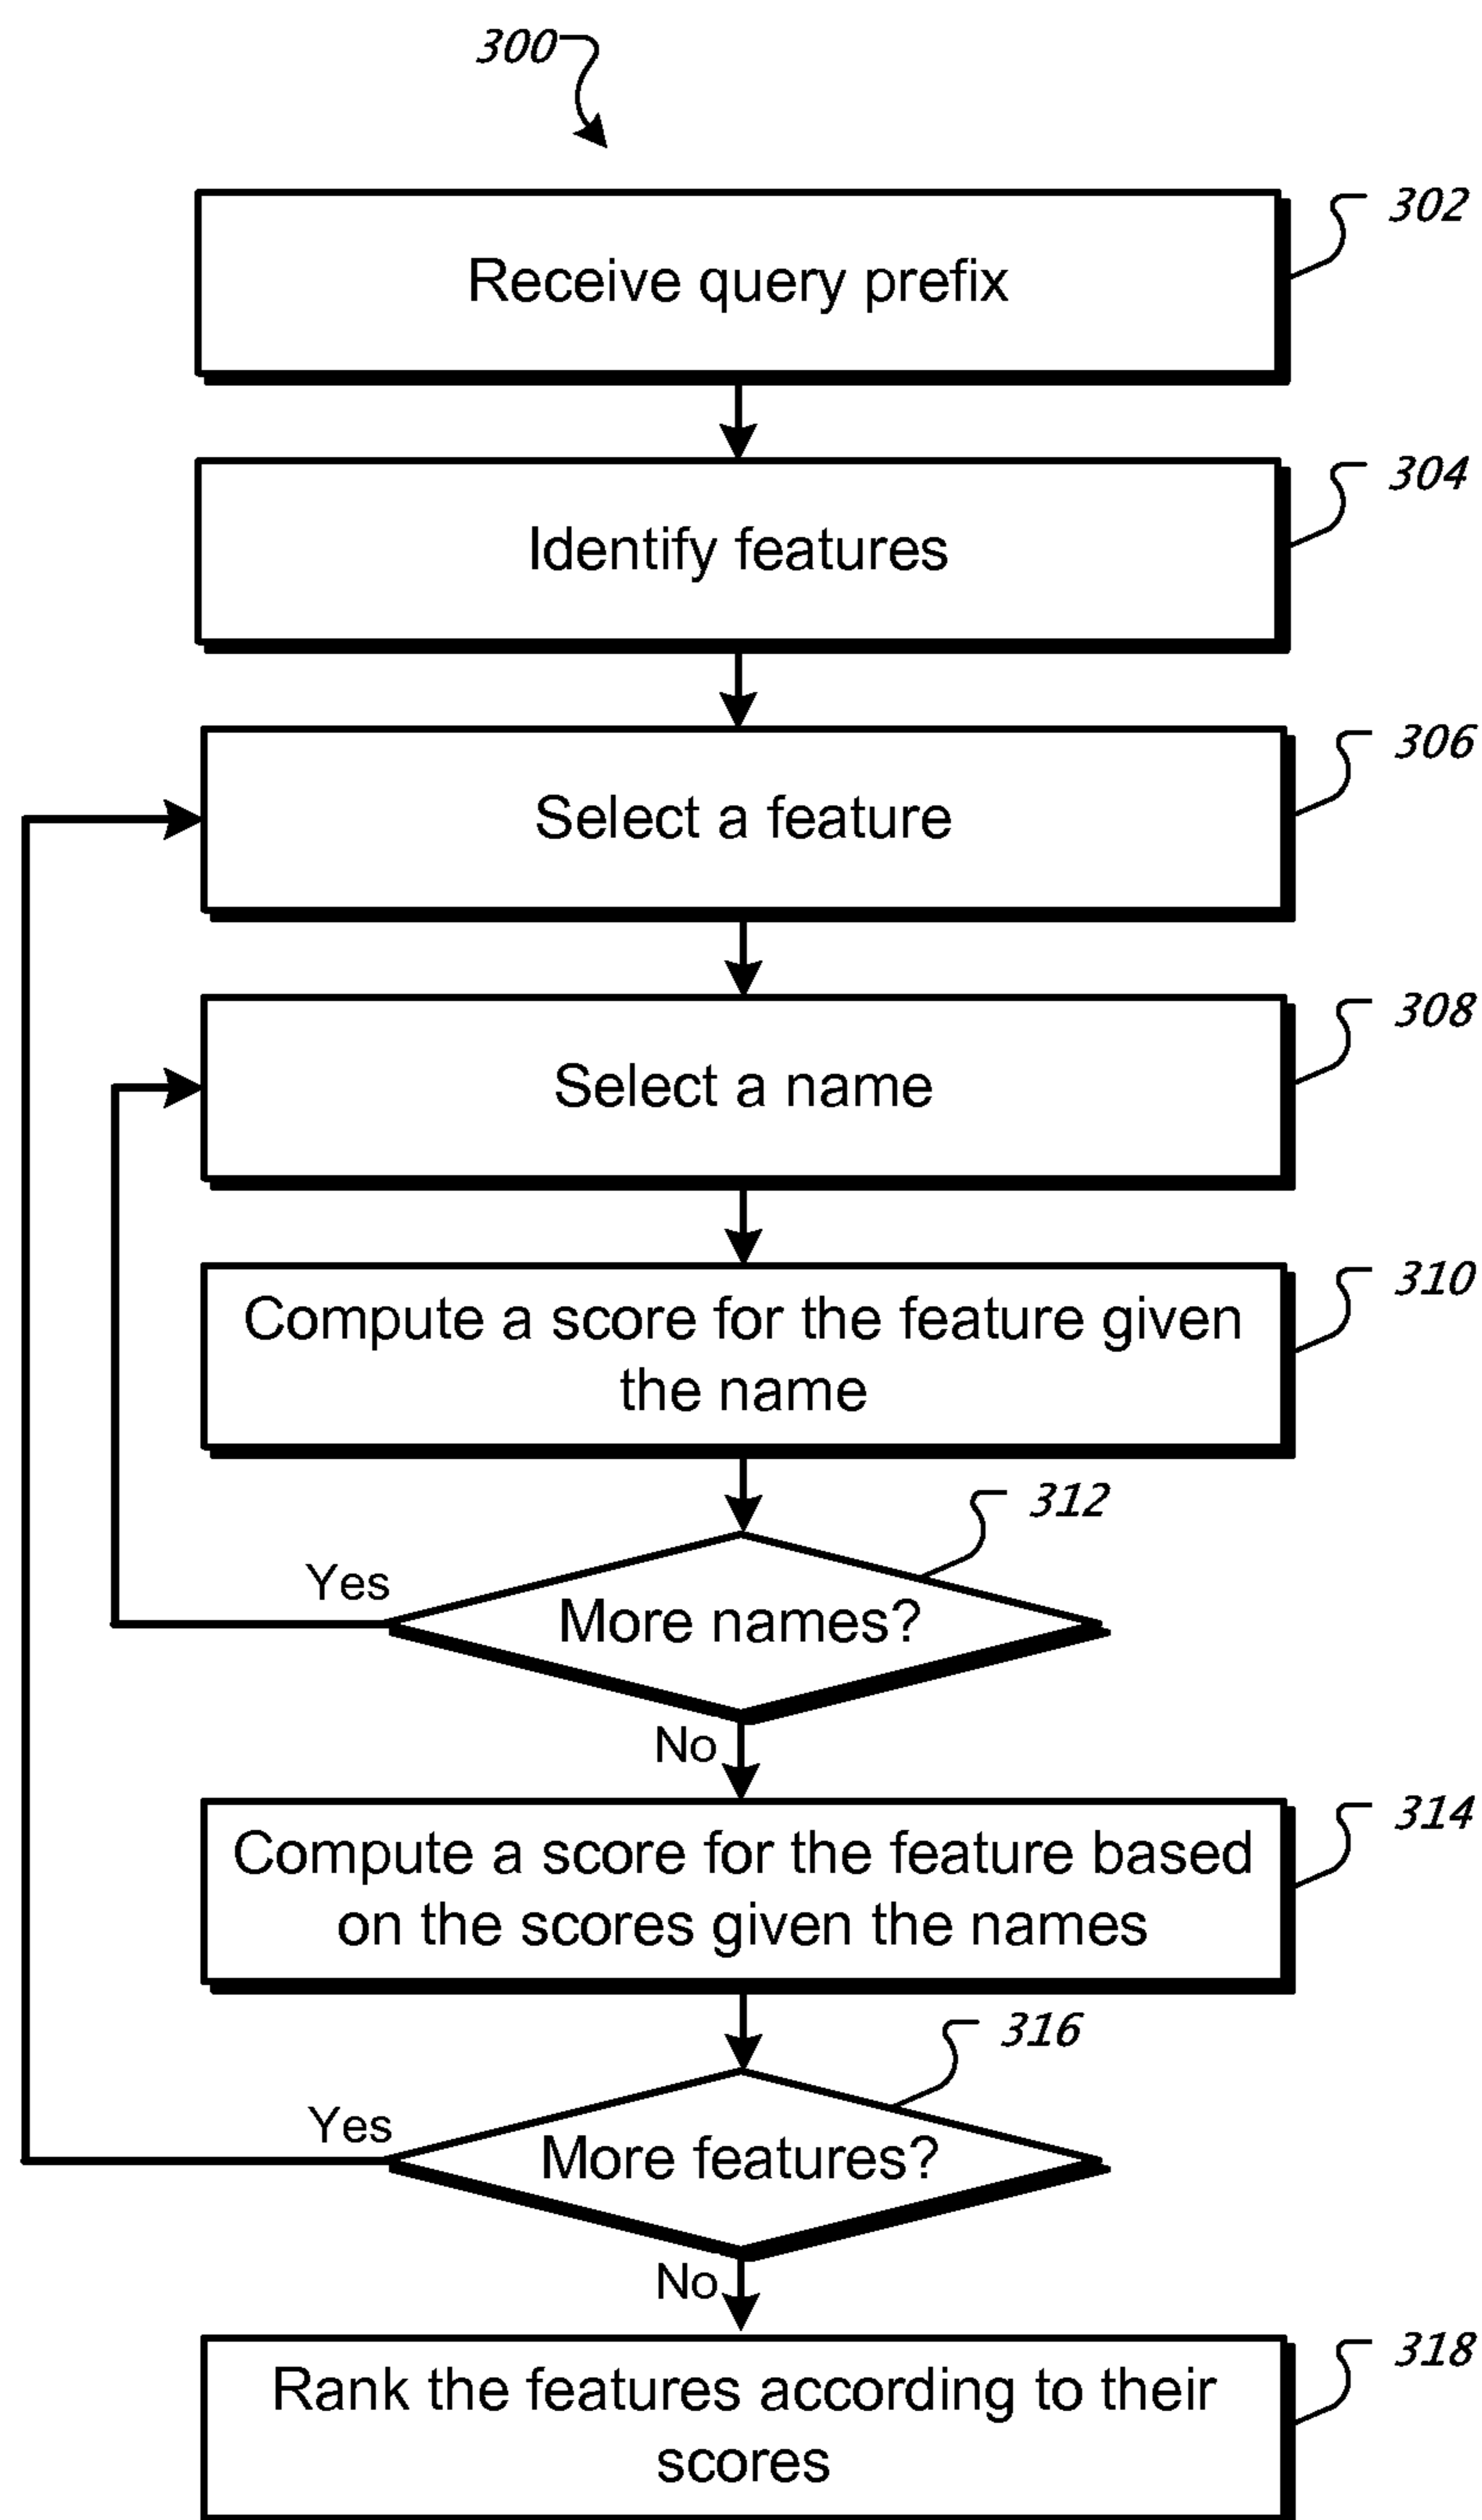 300
Receive query prefix
302
Identify features
304
Select a feature
306
Select a name
308
Compute a score for the feature given
the name
310
312
Yes
More names?
No
Compute a score for the feature based
on the scores given the names
314
316
Yes
More features?
No
Rank the features according to their
scores
318